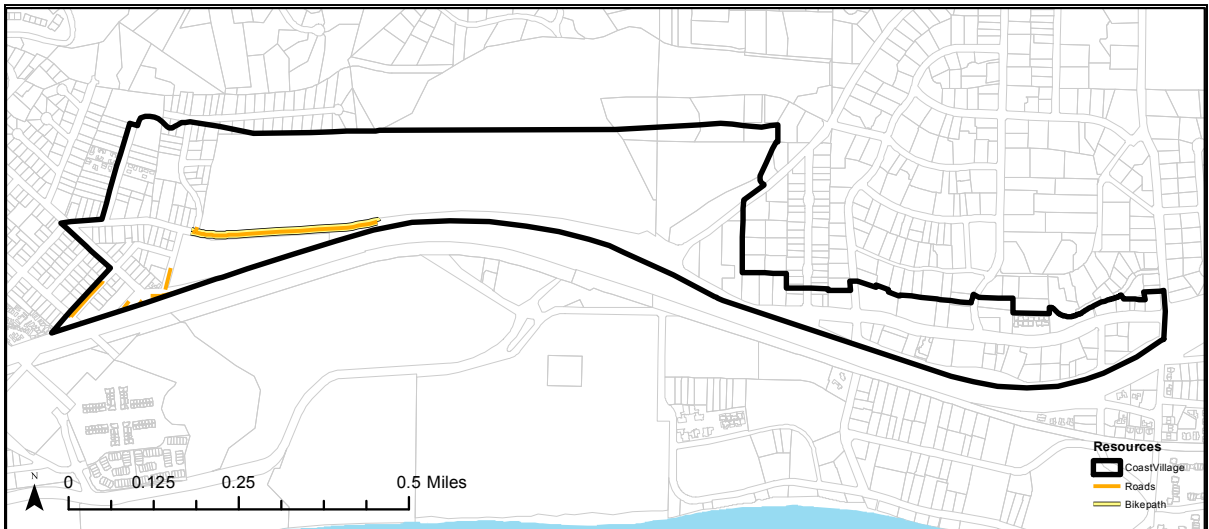 Resources
CoastVillage
Roads
Bikepath
N
0 0.125 0.25 0.5 Miles